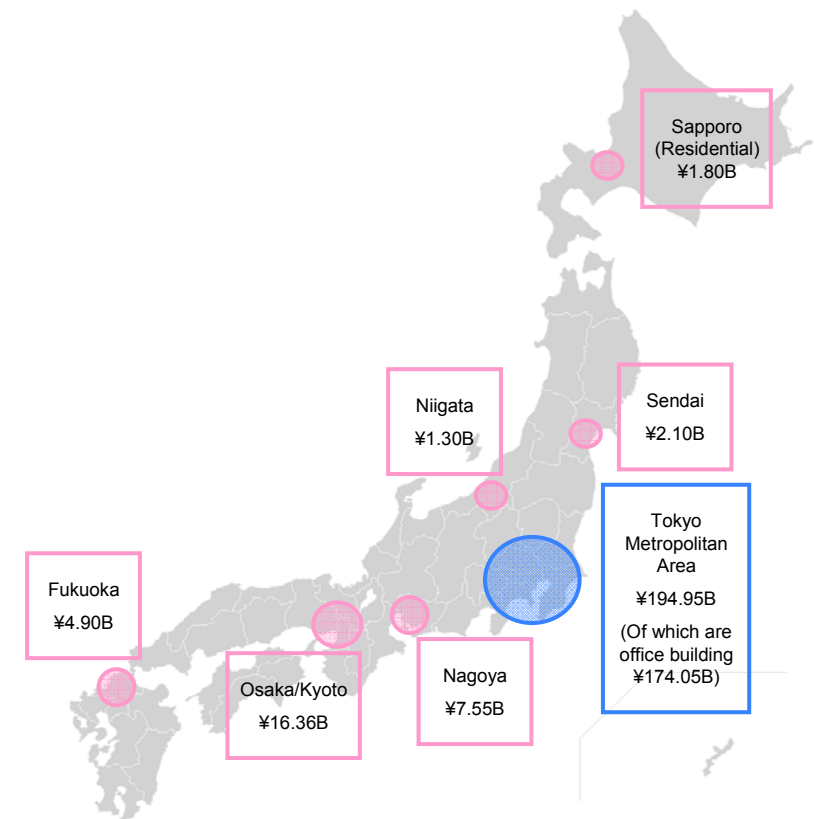 Sapporo
(Residential)
¥1.80B
Niigata
¥1.30B
Sendai
¥2.10B
Tokyo
Metropolitan
Area
¥194.95B
(Of which are
office building
¥174.05B)
Fukuoka
¥4.90B
Osaka/Kyoto
¥16.36B
Nagoya
¥7.55B